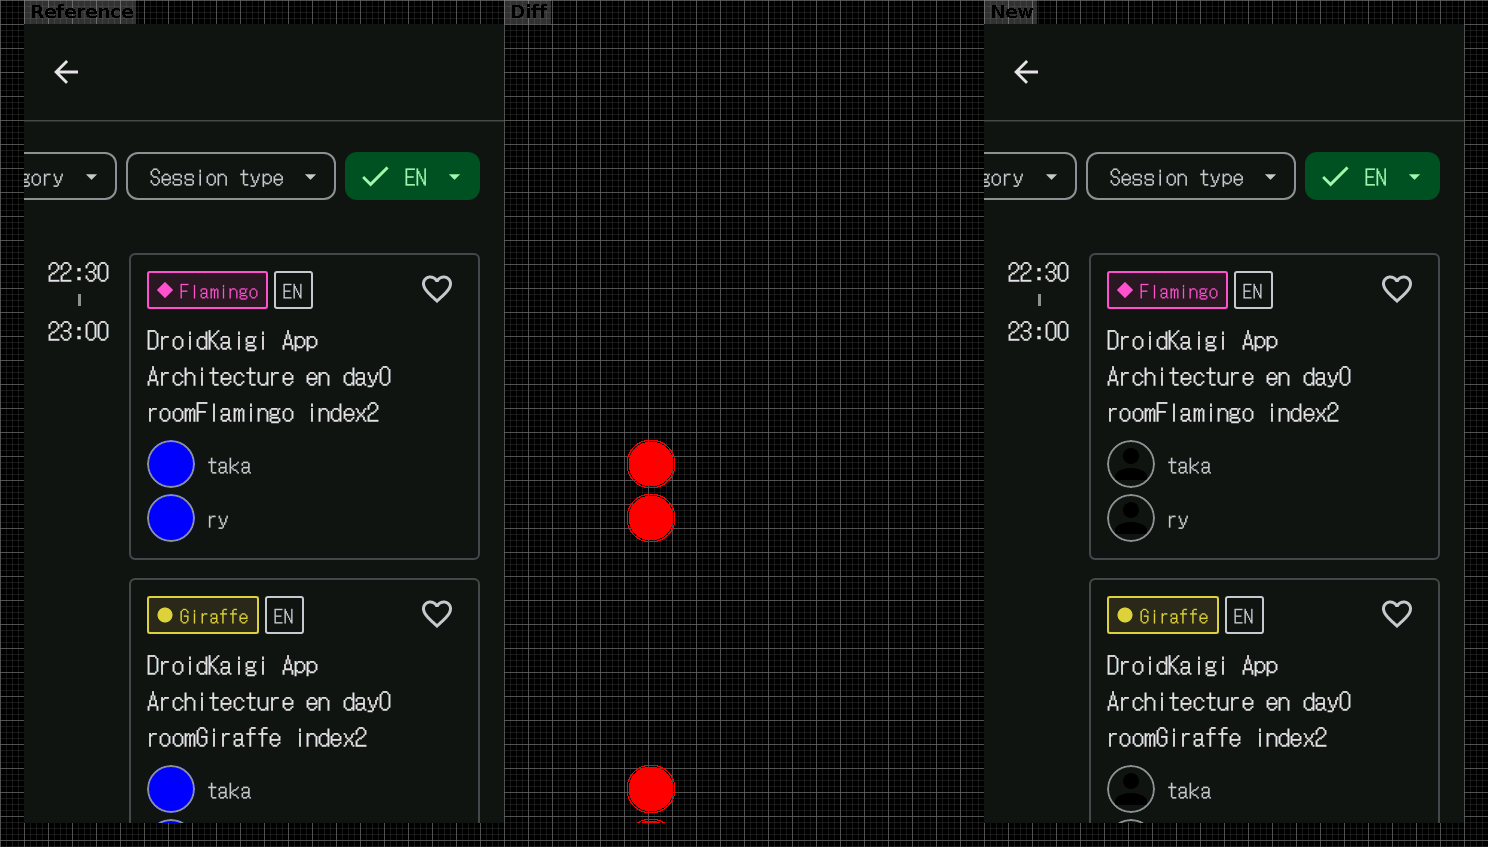 Reference
Diff
New
gory
Session type
EN
22:30
23:00
Flamingo
EN
DroidKaigi App
Architecture en day0
roomFlamingo index2
taka
ry
Giraffe
EN
DroidKaigi App
Architecture en day0
roomGiraffe index2
taka
gory
Session type
EN
22:30
23:00
Flamingo
EN
DroidKaigi App
Architecture en day0
roomFlamingo index2
taka
ry
Giraffe
EN
DroidKaigi App
Architecture en day0
roomGiraffe index2
taka